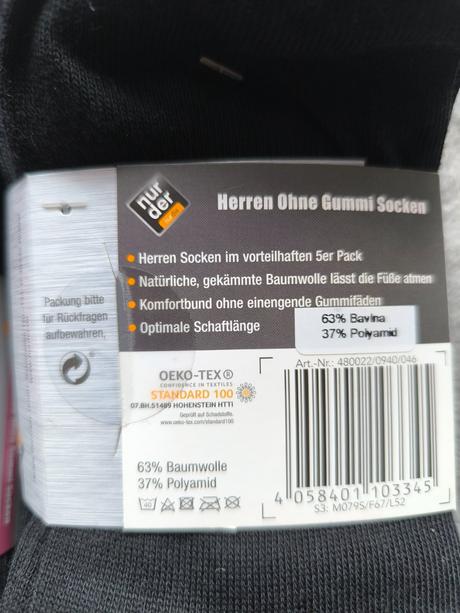 nur
der
Herren Ohne Gummi Socken
Herren Socken im vorteilhaften 5er Pack
Natürliche, gekämmte Baumwolle lässt die Füße atmen
Komfortbund ohne einengende Gummifäden
Optimale Schaftlänge
Packung bitte
für Rückfragen
aufbewahren.
63% Bavlna
37% Polyamid
Art.-Nr.: 480022/0940/046
OEKO-TEX®
CONFIDENCE IN TEXTILES
STANDARD 100
07.BH.51489 HOHENSTEIN HTTI
Geprüft auf Schadstoffe.
www.oeko-tex.com/standard100
63% Baumwolle
37% Polyamid
40
4 058401 103345
S3: M079S/F67/L52